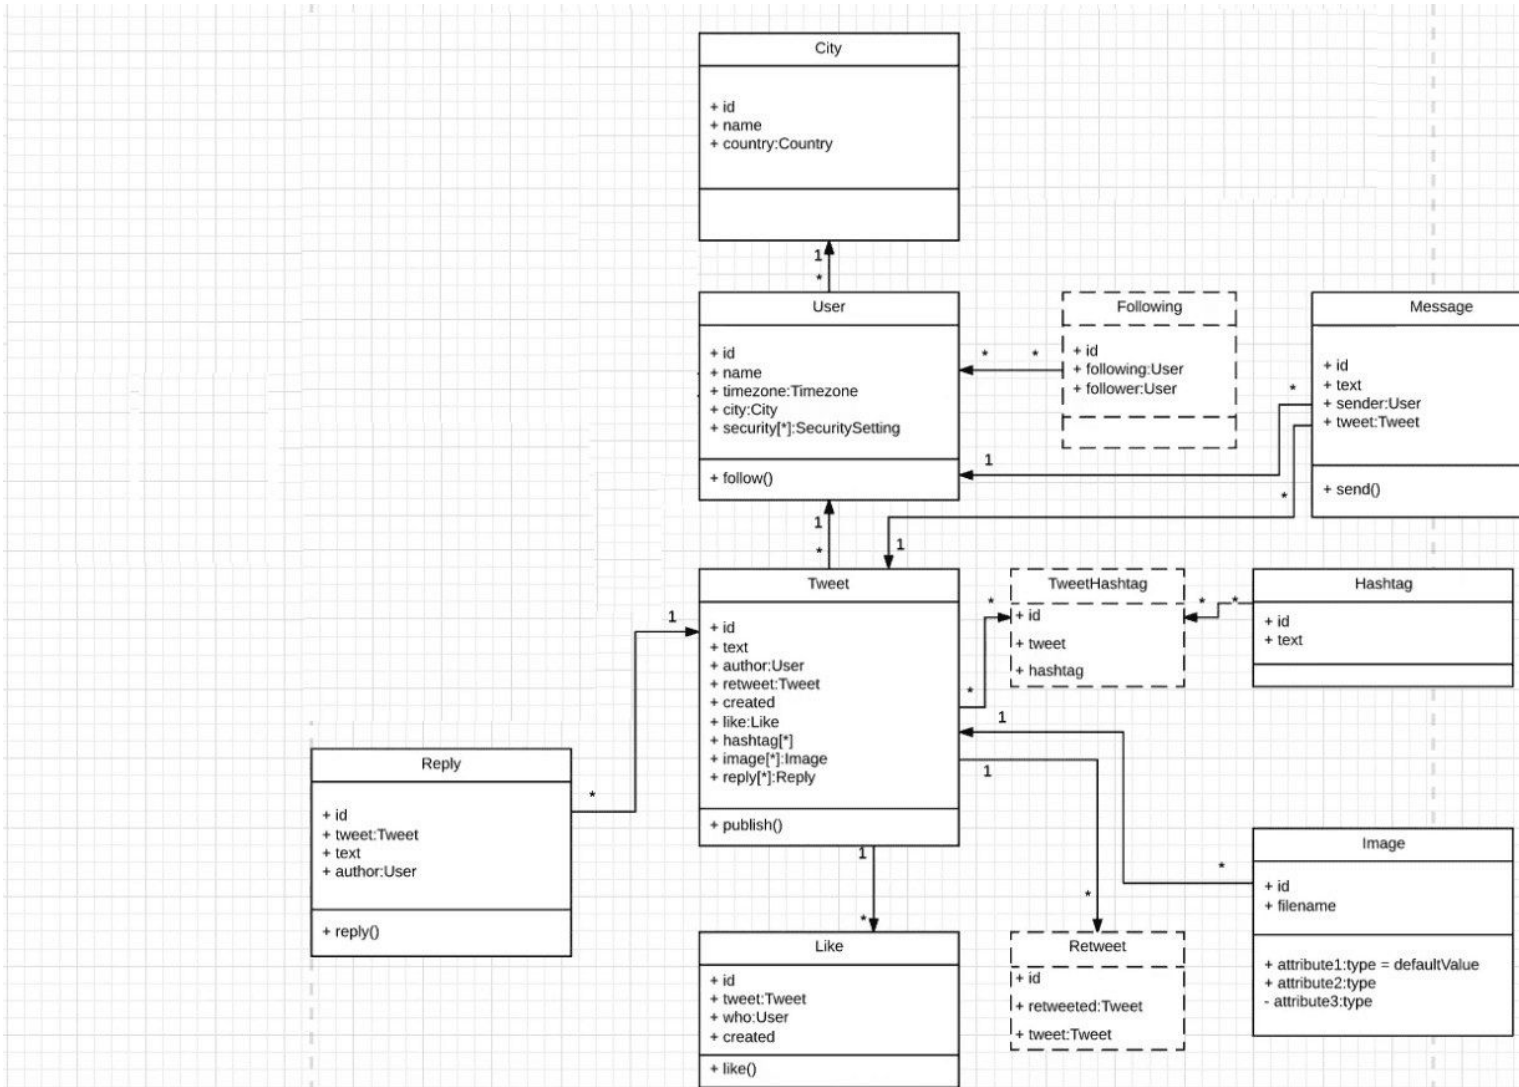 City
+ id
+ name
+ country:Country
1
*
User
+ id
+ name
+ timezone:Timezone
+ city:City
+ security[*]:SecuritySetting
+ follow()
* *
Following
+ id
+ following:User
+ follower:User
Message
+ id
+ text
+ sender:User
+ tweet:Tweet
+ send()
*
1
*
1
1
*
Tweet
+ id
+ text
+ author:User
+ retweet:Tweet
+ created
+ like:Like
+ hashtag[*]
+ image[*]:Image
+ reply[*]:Reply
+ publish()
*
*
TweetHashtag
+ id
+ tweet
+ hashtag
* *
Hashtag
+ id
+ text
1
*
Reply
+ id
+ tweet:Tweet
+ text
+ author:User
+ reply()
1
1
*
*
Image
+ id
+ filename
+ attribute1:type = defaultValue
+ attribute2:type
- attribute3:type
1
*
Like
+ id
+ tweet:Tweet
+ who:User
+ created
+ like()
Retweet
+ id
+ retweeted:Tweet
+ tweet:Tweet